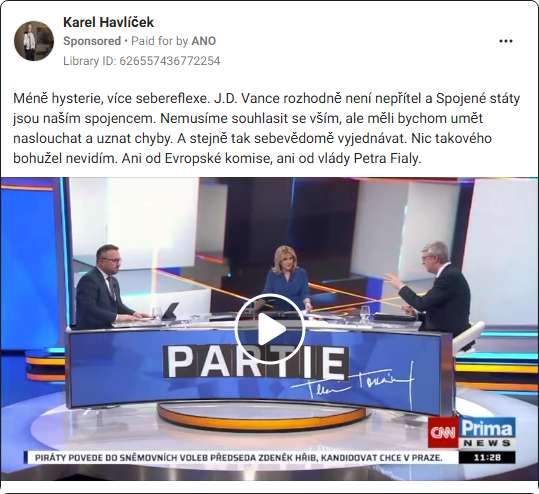 Karel Havlíček
Sponsored • Paid for by ANO
Library ID: 626557436772254
Méně hysterie, více sebereflexe. J.D. Vance rozhodně není nepřítel a Spojené státy
jsou naším spojencem. Nemusíme souhlasit se vším, ale měli bychom umět
naslouchat a uznat chyby. A stejně tak sebevědomě vyjednávat. Nic takového
bohužel nevidím. Ani od Evropské komise, ani od vlády Petra Fialy.
PARTIE
CNN Prima
NEWS
PIRÁTY POVEDE DO SNĚMOVNÍCH VOLEB PŘEDSEDA ZDENĚK HŘIB, KANDIDOVAT CHCE V PRAZE.
11:28